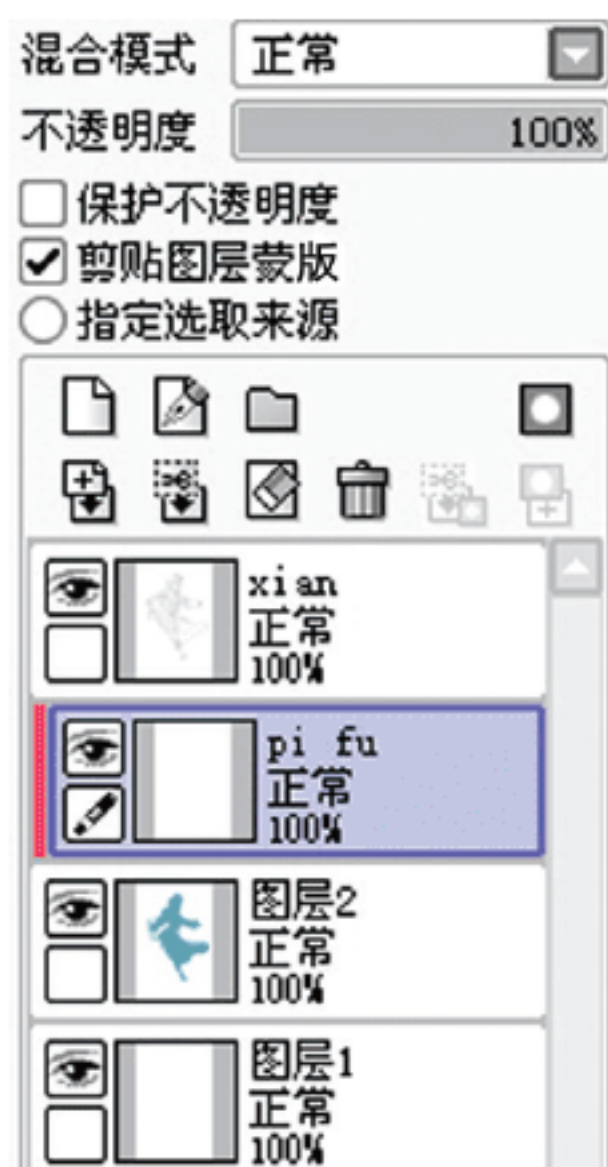 混合模式 正常
不透明度 100%
保护不透明度
剪贴图层蒙版
指定选取来源
xian
正常
100%
pi fu
正常
100%
图层2
正常
100%
图层1
正常
100%